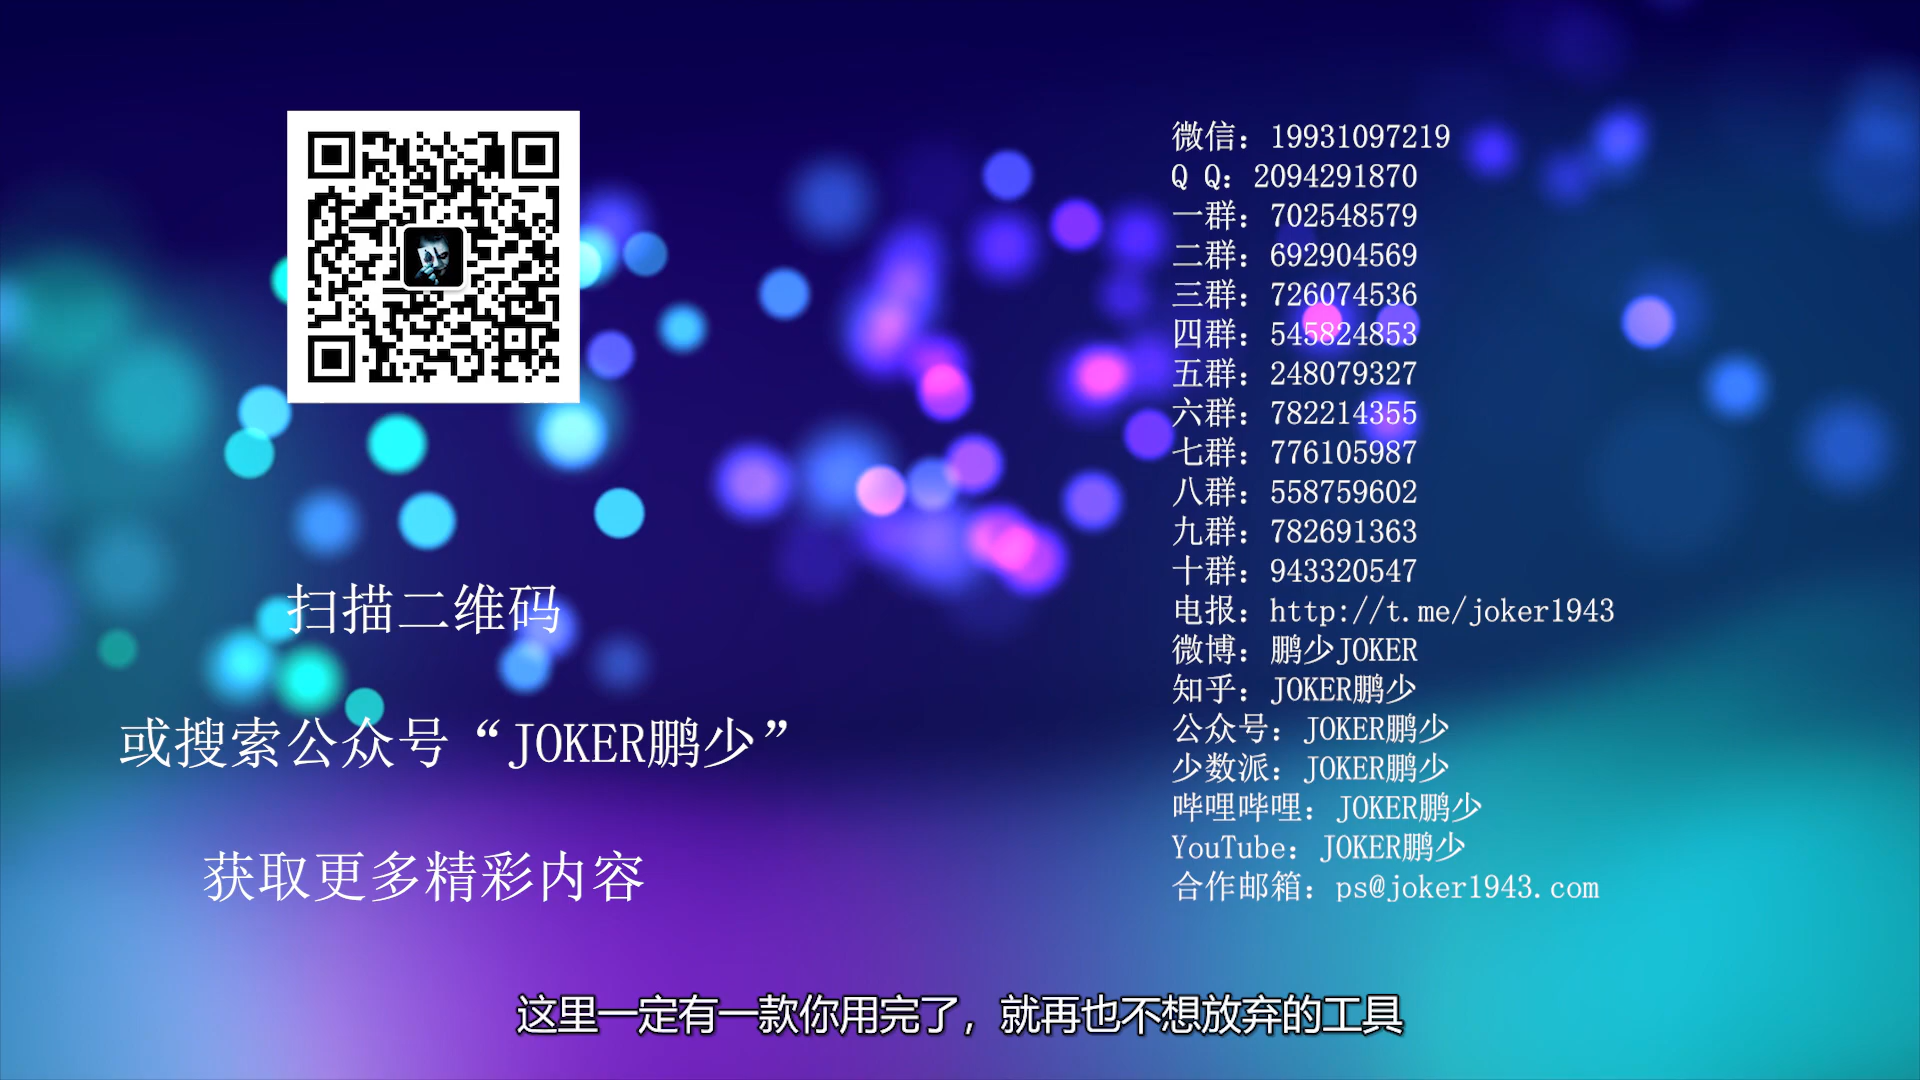 扫描二维码
或搜索公众号“JOKER鹏少”
获取更多精彩内容
微信：19931097219
Q Q：2094291870
一群：702548579
二群：692904569
三群：726074536
四群：545824853
五群：248079327
六群：782214355
七群：776105987
八群：558759602
九群：782691363
十群：943320547
电报：http://t.me/joker1943
微博：鹏少JOKER
知乎：JOKER鹏少
公众号：JOKER鹏少
少数派：JOKER鹏少
哔哩哔哩：JOKER鹏少
YouTube：JOKER鹏少
合作邮箱：ps@joker1943.com
这里一定有一款你用完了，就再也不想放弃的工具